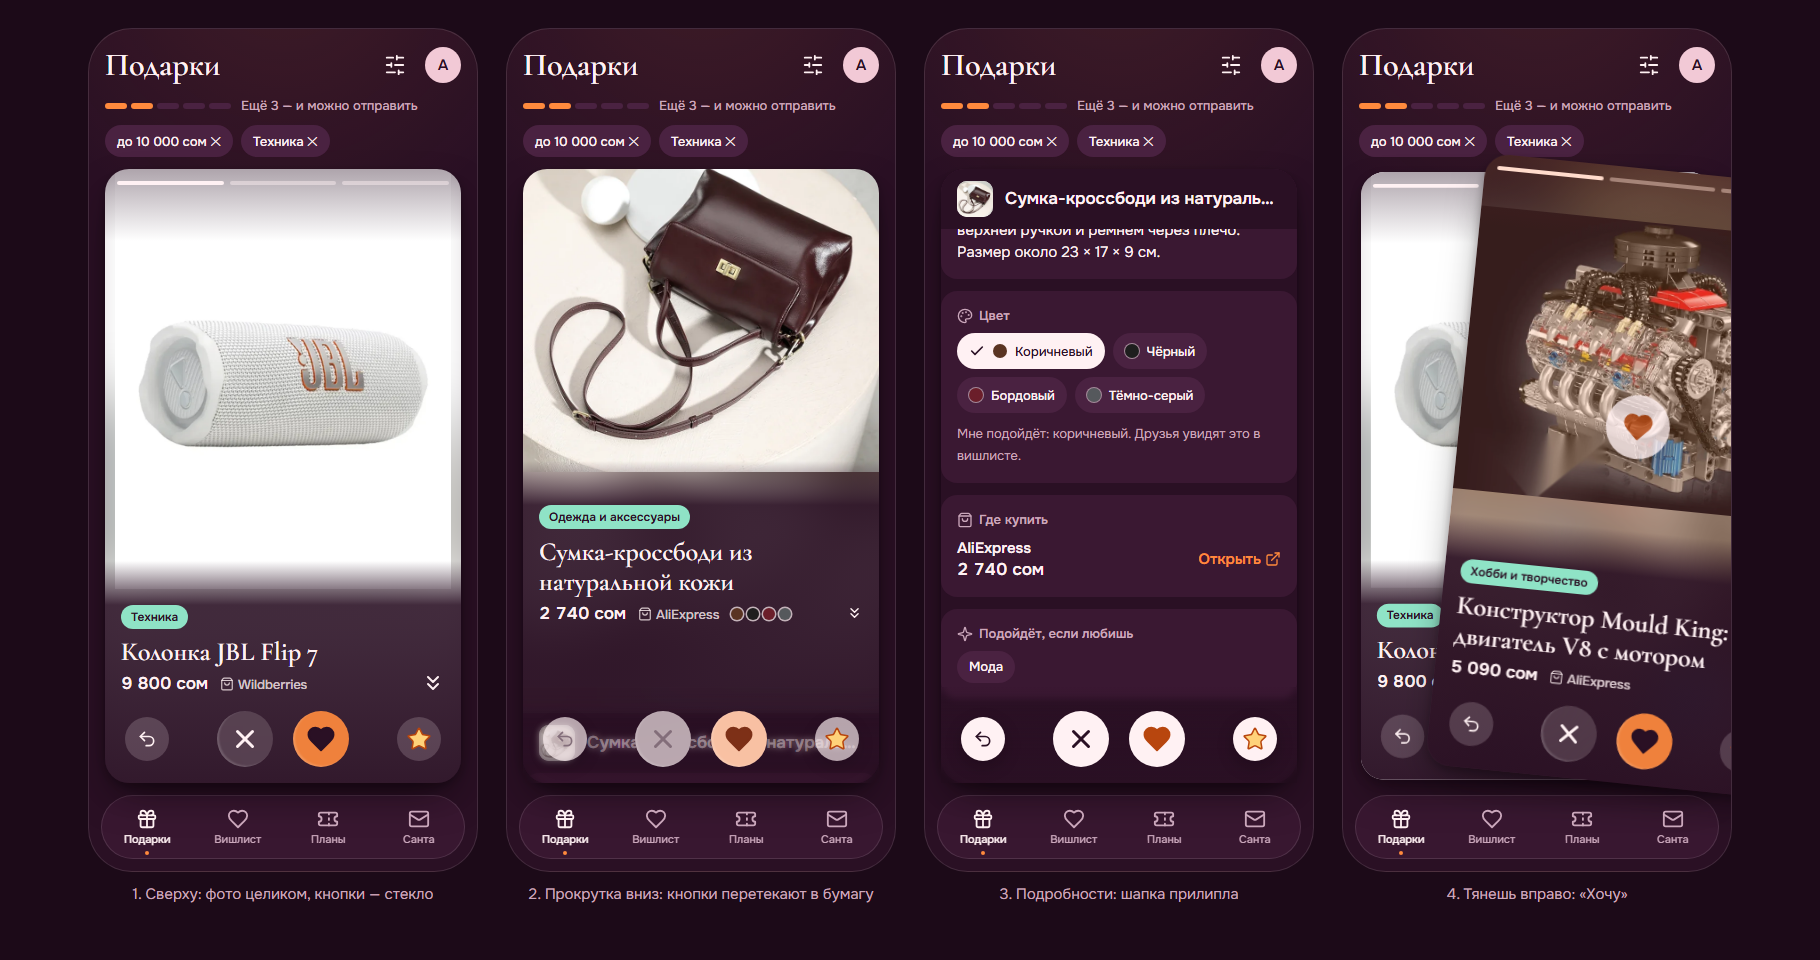 Подарки
A
Ещё 3 — и можно отправить
до 10 000 сом
Техника
JBL
Техника
Колонка JBL Flip 7
9 800 сом
Wildberries
Подарки
Вишлист
Планы
Санта
1. Сверху: фото целиком, кнопки — стекло
Подарки
A
Ещё 3 — и можно отправить
до 10 000 сом
Техника
Одежда и аксессуары
Сумка-кроссбоди из
натуральной кожи
2 740 сом
AliExpress
Подарки
Вишлист
Планы
Санта
2. Прокрутка вниз: кнопки перетекают в бумагу
Подарки
A
Ещё 3 — и можно отправить
до 10 000 сом
Техника
Сумка-кроссбоди из натураль...
верхней ручкой и ремнем через плечо.
Размер около 23 × 17 × 9 см.
Цвет
Коричневый
Чёрный
Бордовый
Тёмно-серый
Мне подойдёт: коричневый. Друзья увидят это в
вишлисте.
Где купить
AliExpress
2 740 сом
Открыть
Подойдёт, если любишь
Мода
Подарки
Вишлист
Планы
Санта
3. Подробности: шапка прилипла
Подарки
A
Ещё 3 — и можно отправить
до 10 000 сом
Техника
Техника
Колон
9 800
Хобби и творчество
Конструктор Mould King:
двигатель V8 с мотором
5 090 сом
AliExpress
Подарки
Вишлист
Планы
Санта
4. Тянешь вправо: «Хочу»